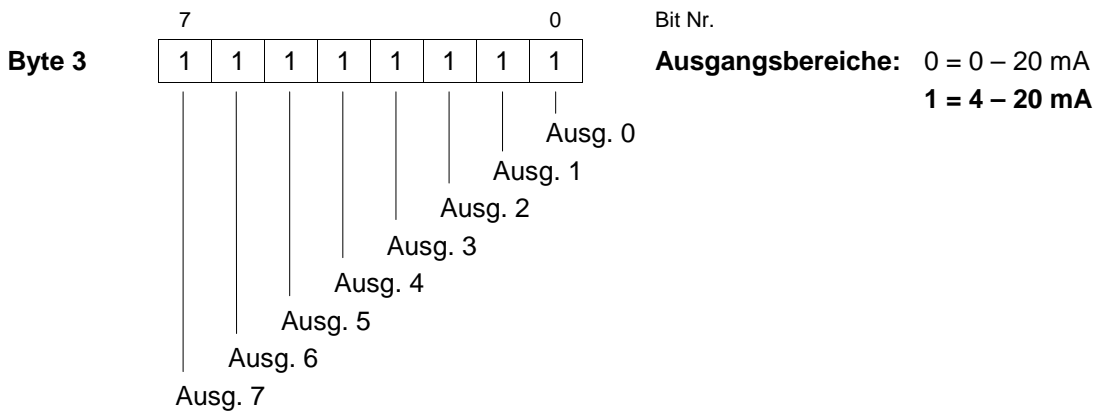 7 0 Bit Nr.
Byte 3 1 1 1 1 1 1 1 1 Ausgangsbereiche: 0 = 0 – 20 mA
1 = 4 – 20 mA
Ausg. 0
Ausg. 1
Ausg. 2
Ausg. 3
Ausg. 4
Ausg. 5
Ausg. 6
Ausg. 7